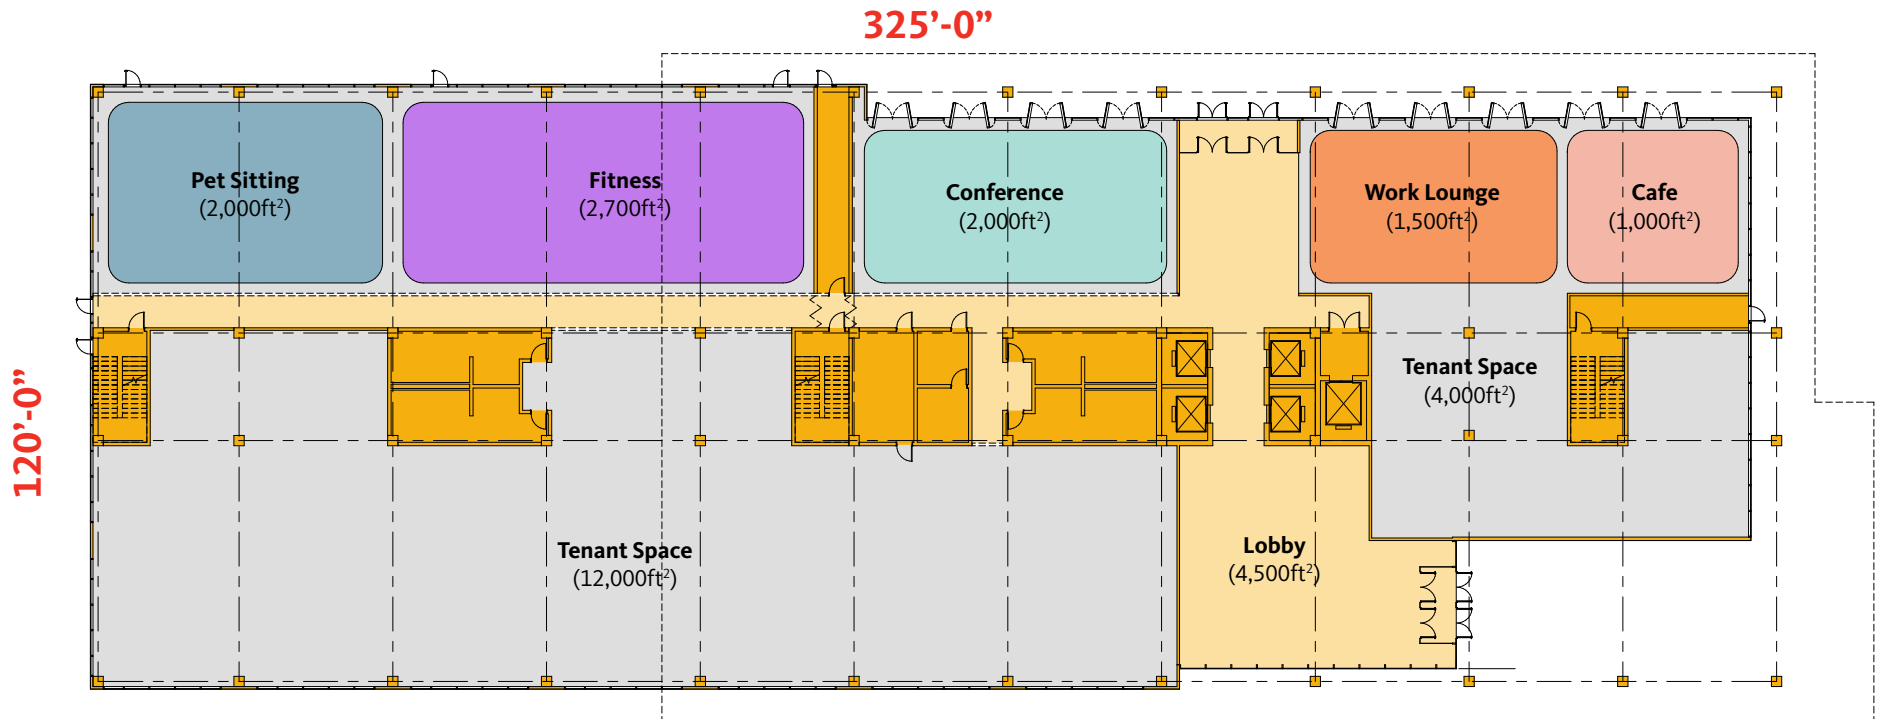 325’-0”
120’-0”
Pet Sitting
(2,000ft²)
Fitness
(2,700ft²)
Conference
(2,000ft²)
Work Lounge
(1,500ft²)
Cafe
(1,000ft²)
Tenant Space
(4,000ft²)
Tenant Space
(12,000ft²)
Lobby
(4,500ft²)